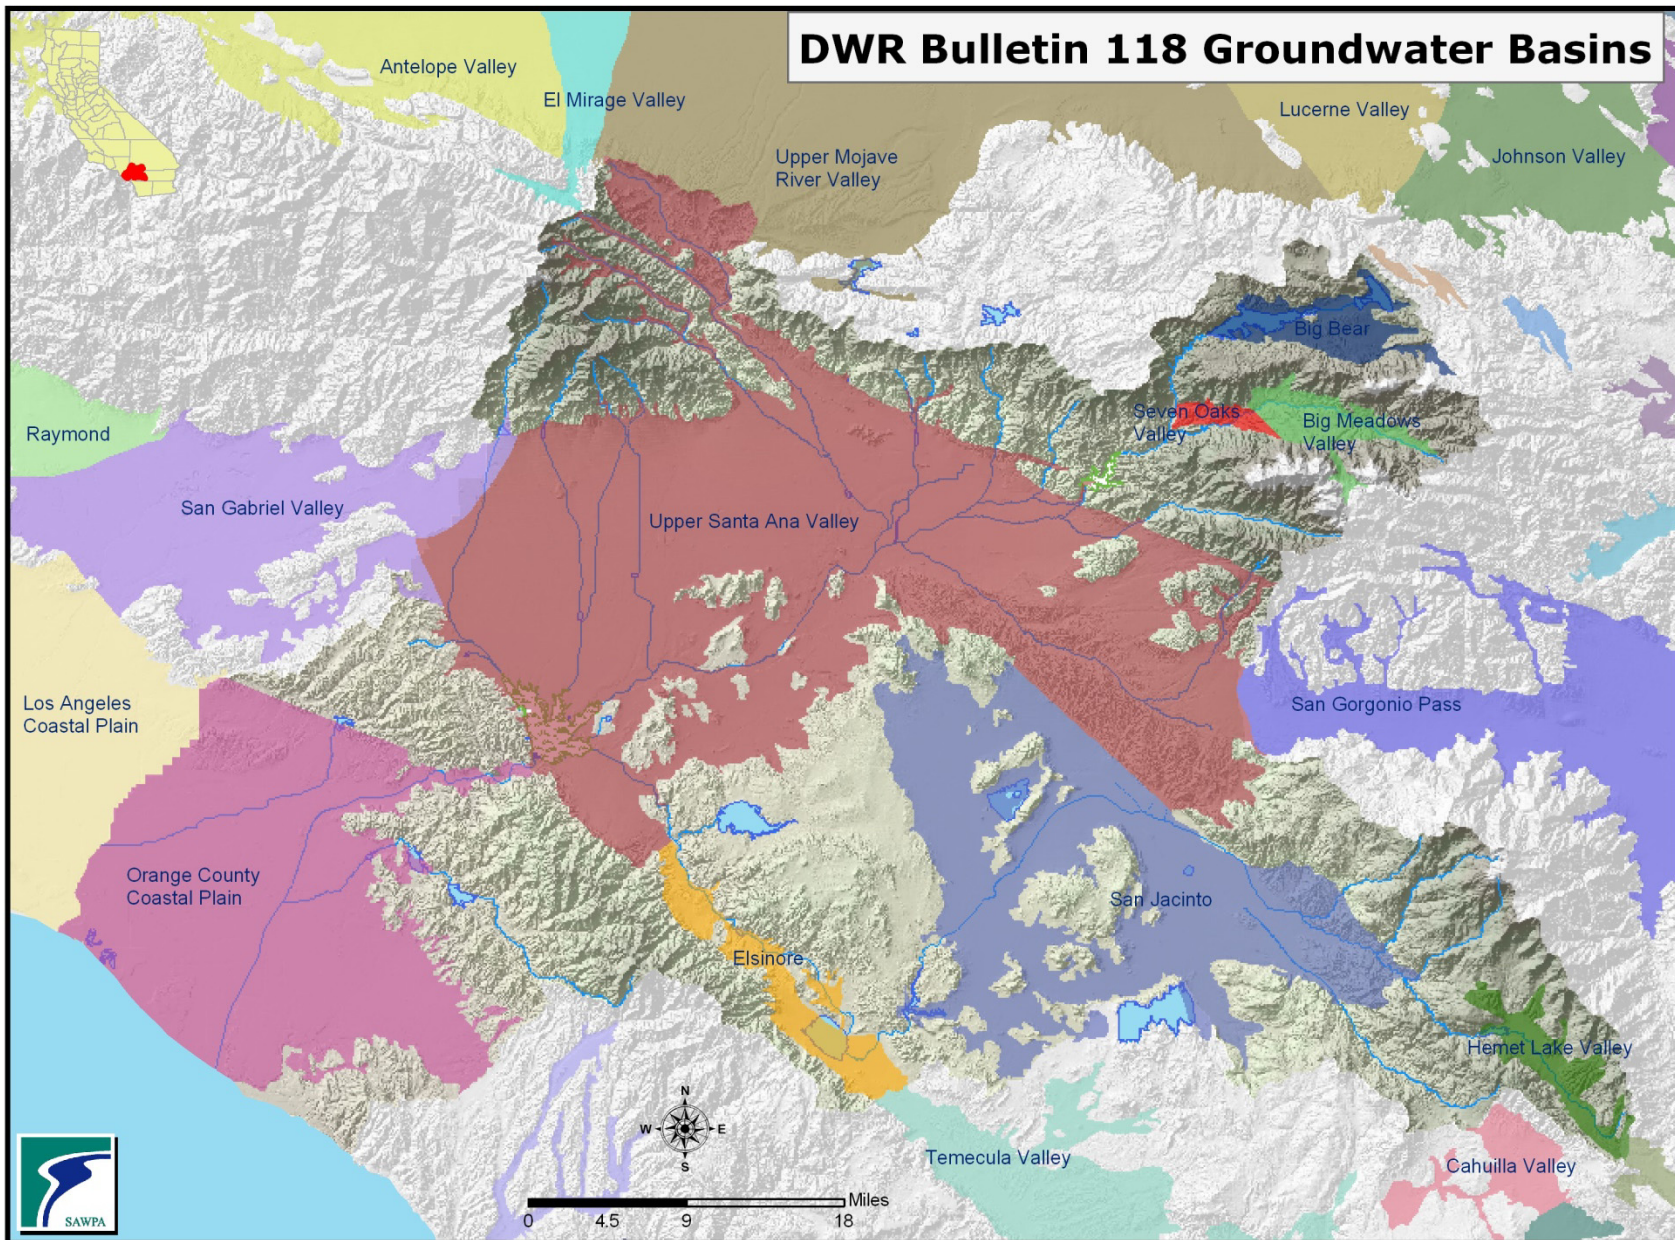 DWR Bulletin 118 Groundwater Basins
Antelope Valley
El Mirage Valley
Lucerne Valley
Upper Mojave
River Valley
Johnson Valley
Big Bear
Seven Oaks
Valley
Big Meadows
Valley
Raymond
San Gabriel Valley
Upper Santa Ana Valley
Los Angeles
Coastal Plain
San Gorgonio Pass
Orange County
Coastal Plain
San Jacinto
Elsinore
Hemet Lake Valley
N
W
E
S
Temecula Valley
Cahuilla Valley
Miles
0
4.5
9
18
SAWPA